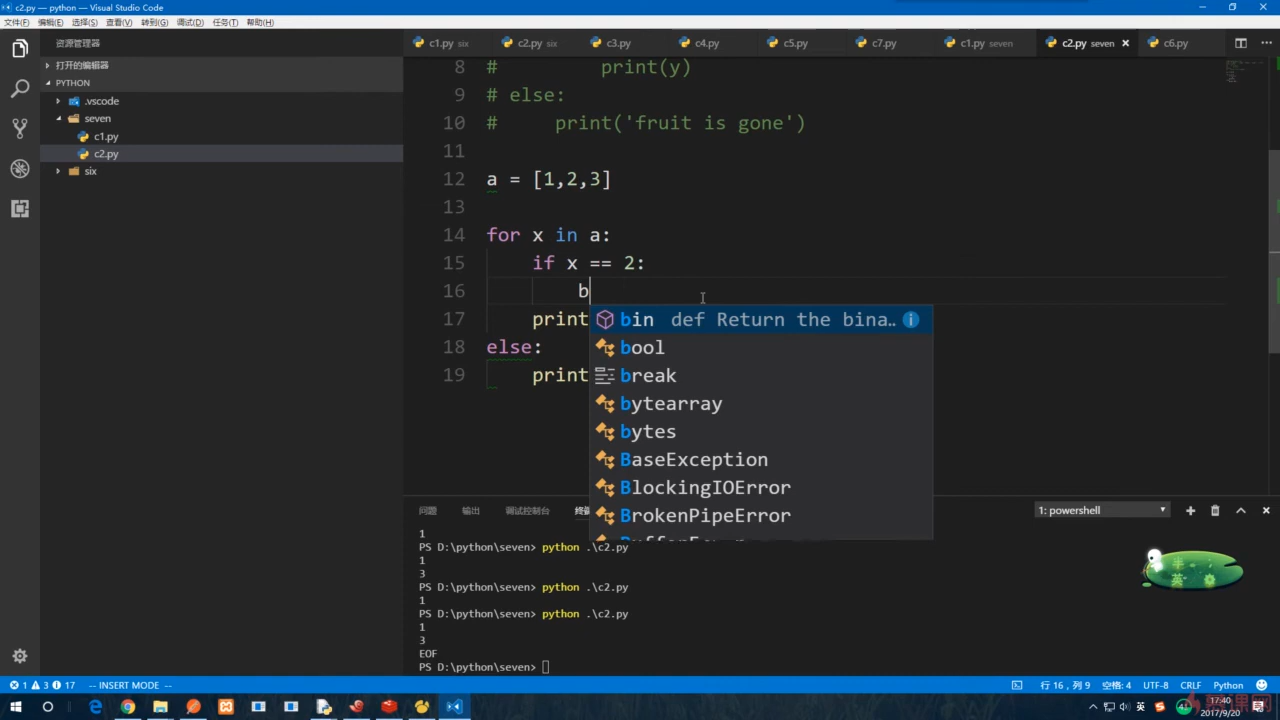 c2.py — python — Visual Studio Code
文件(F) 编辑(E) 选择(S) 查看(V) 转到(G) 调试(D) 任务(T) 帮助(H)
资源管理器
打开的编辑器
PYTHON
.vscode
seven
c1.py
c2.py
six
c1.py six
c2.py six
c3.py
c4.py
c5.py
c7.py
c1.py seven
c2.py seven
c6.py
8 # print(y)
9 # else:
10 # print('fruit is gone')
11
12 a = [1,2,3]
13
14 for x in a:
15 if x == 2:
16 b
17 print
18 else:
19 print
bin def Return the bina…
bool
break
bytearray
bytes
BaseException
BlockingIOError
BrokenPipeError
问题 输出 调试控制台
1: powershell
1
PS D:\python\seven> python .\c2.py
1
3
PS D:\python\seven> python .\c2.py
1
PS D:\python\seven> python .\c2.py
1
3
EOF
PS D:\python\seven>
半
英
1 3 17 -- INSERT MODE --
行 16，列 9 空格: 4 UTF-8 CRLF Python
英
17:40
2017/9/20
慕课网